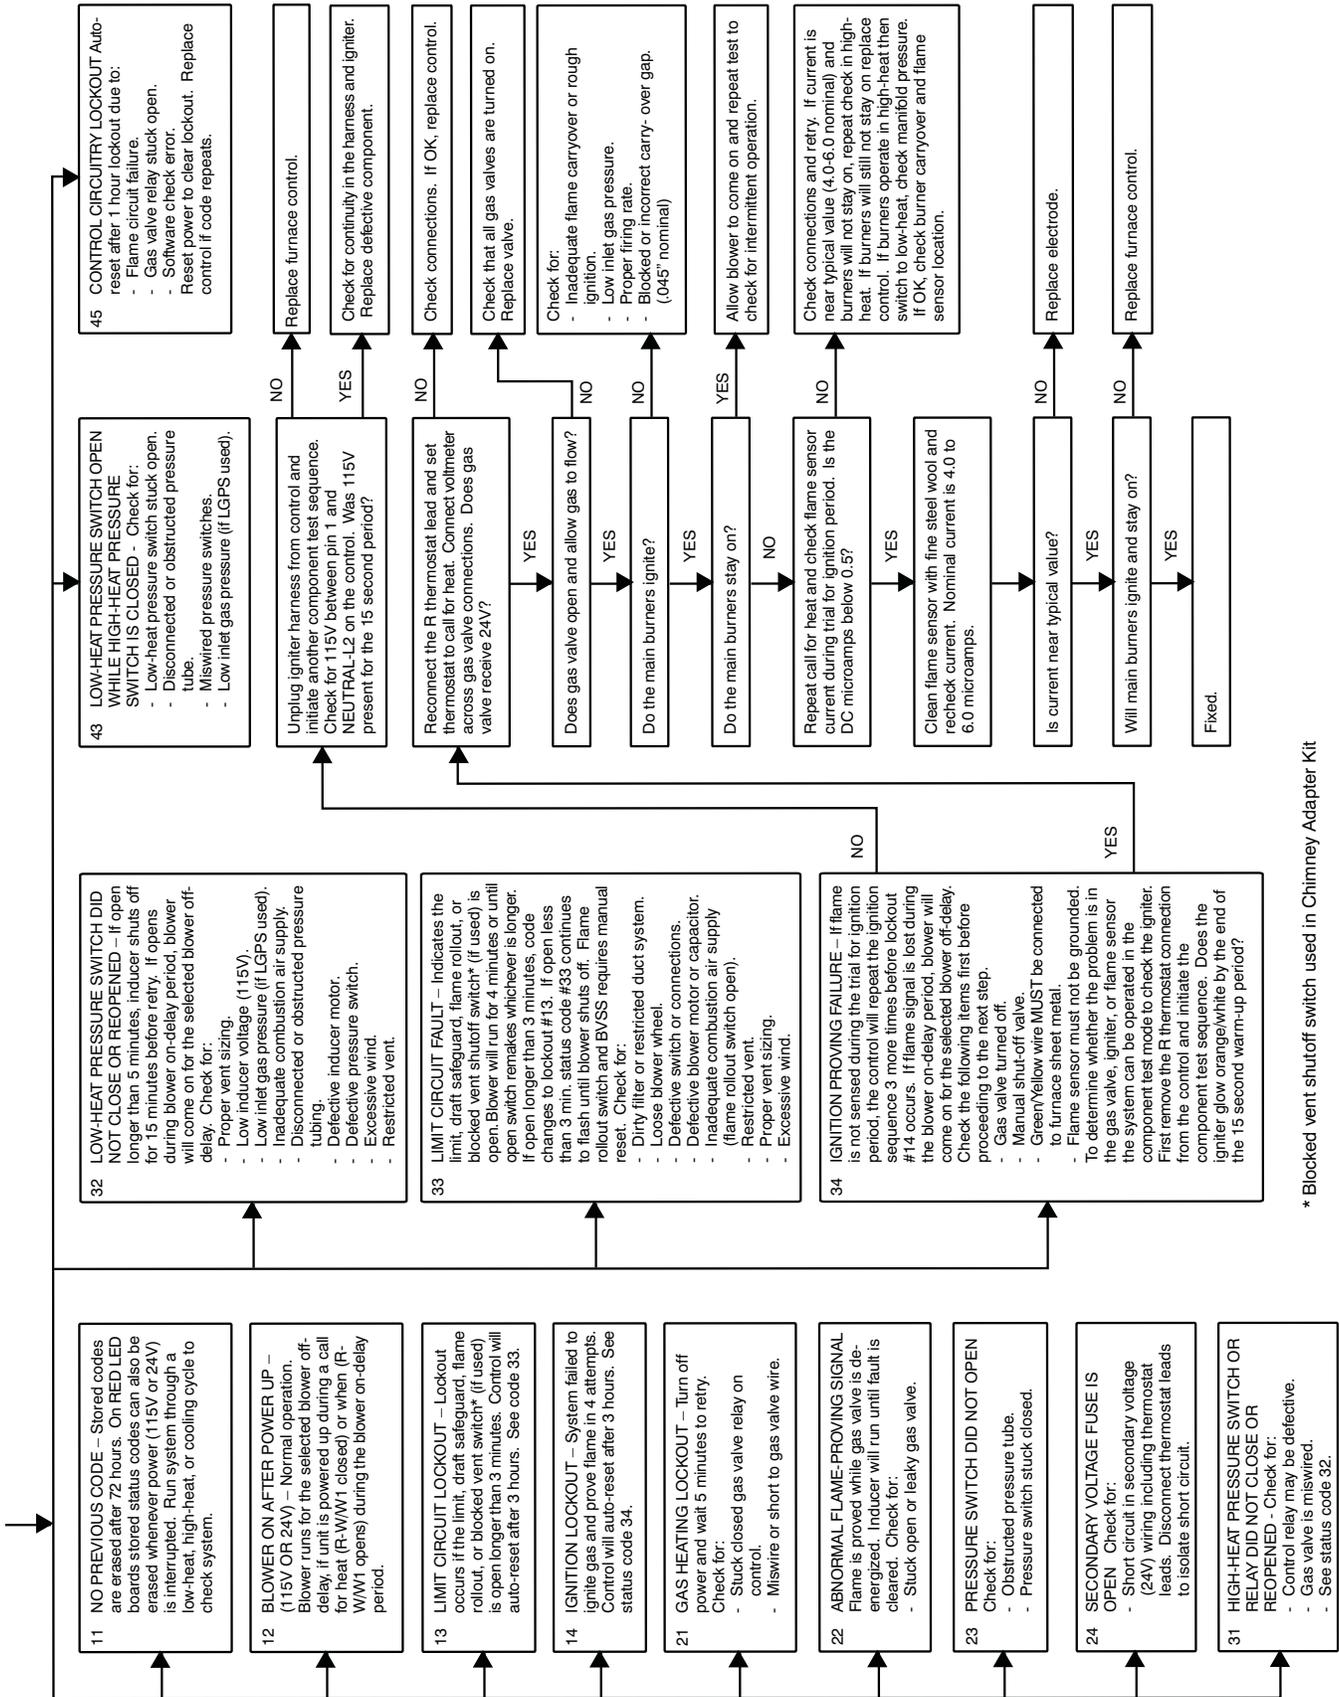 11 NO PREVIOUS CODE – Stored codes
are erased after 72 hours. On RED LED
boards stored status codes can also be
erased whenever power (115V or 24V)
is interrupted. Run system through a
low-heat, high-heat, or cooling cycle to
check system.
12 BLOWER ON AFTER POWER UP –
(115V OR 24V) – Normal operation.
Blower runs for the selected blower off-
delay, if unit is powered up during a call
for heat (R-W/W1 closed) or when (R-
W/W1 opens) during the blower on-delay
period.
13 LIMIT CIRCUIT LOCKOUT – Lockout
occurs if the limit, draft safeguard, flame
rollout, or blocked vent switch* (if used)
is open longer than 3 minutes. Control will
auto-reset after 3 hours. See code 33.
14 IGNITION LOCKOUT – System failed to
ignite gas and prove flame in 4 attempts.
Control will auto-reset after 3 hours. See
status code 34.
21 GAS HEATING LOCKOUT – Turn off
power and wait 5 minutes to retry.
Check for:
- Stuck closed gas valve relay on
control.
- Miswire or short to gas valve wire.
22 ABNORMAL FLAME-PROVING SIGNAL
Flame is proved while gas valve is de-
energized. Inducer will run until fault is
cleared. Check for:
- Stuck open or leaky gas valve.
23 PRESSURE SWITCH DID NOT OPEN
Check for:
- Obstructed pressure tube.
- Pressure switch stuck closed.
24 SECONDARY VOLTAGE FUSE IS
OPEN Check for:
- Short circuit in secondary voltage
(24V) wiring including thermostat
leads. Disconnect thermostat leads
to isolate short circuit.
31 HIGH-HEAT PRESSURE SWITCH OR
RELAY DID NOT CLOSE OR
REOPENED - Check for:
- Control relay may be defective.
- Gas valve is miswired.
- See status code 32.
32 LOW-HEAT PRESSURE SWITCH DID
NOT CLOSE OR REOPENED – If open
longer than 5 minutes, inducer shuts off
for 15 minutes before retry. If opens
during blower on-delay period, blower
will come on for the selected blower off-
delay. Check for:
- Proper vent sizing.
- Low inducer voltage (115V).
- Low inlet gas pressure (if LGPS used).
- Inadequate combustion air supply.
- Disconnected or obstructed pressure
tubing.
- Defective inducer motor.
- Defective pressure switch.
- Excessive wind.
- Restricted vent.
33 LIMIT CIRCUIT FAULT – Indicates the
limit, draft safeguard, flame rollout, or
blocked vent shutoff switch* (if used) is
open. Blower will run for 4 minutes or until
open switch remakes whichever is longer.
If open longer than 3 minutes, code
changes to lockout #13. If open less
than 3 min. status code #33 continues
to flash until blower shuts off. Flame
rollout switch and BVSS requires manual
reset. Check for:
- Dirty filter or restricted duct system.
- Loose blower wheel.
- Defective switch or connections.
- Defective blower motor or capacitor.
- Inadequate combustion air supply
(flame rollout switch open).
- Restricted vent.
- Proper vent sizing.
- Excessive wind.
34 IGNITION PROVING FAILURE – If flame
is not sensed during the trial for ignition
period, the control will repeat the ignition
sequence 3 more times before lockout
#14 occurs. If flame signal is lost during
the blower on-delay period, blower will
come on for the selected blower off-delay.
Check the following items first before
proceeding to the next step.
- Gas valve turned off.
- Manual shut-off valve.
- Green/Yellow wire MUST be connected
to furnace sheet metal.
- Flame sensor must not be grounded.
To determine whether the problem is in
the gas valve, igniter, or flame sensor
the system can be operated in the
component test mode to check the igniter.
First remove the R thermostat connection
from the control and initiate the
component test sequence. Does the
igniter glow orange/white by the end of
the 15 second warm-up period?
NO
YES
43 LOW-HEAT PRESSURE SWITCH OPEN
WHILE HIGH-HEAT PRESSURE
SWITCH IS CLOSED - Check for:
- Low-heat pressure switch stuck open.
- Disconnected or obstructed pressure
tube.
- Miswired pressure switches.
- Low inlet gas pressure (if LGPS used).
Unplug igniter harness from control and
initiate another component test sequence.
Check for 115V between pin 1 and
NEUTRAL-L2 on the control. Was 115V
present for the 15 second period?
NO
YES
Reconnect the R thermostat lead and set
thermostat to call for heat. Connect voltmeter
across gas valve connections. Does gas
valve receive 24V?
NO
YES
Does gas valve open and allow gas to flow?
NO
YES
Do the main burners ignite?
NO
YES
Do the main burners stay on?
YES
NO
Repeat call for heat and check flame sensor
current during trial for ignition period. Is the
DC microamps below 0.5?
NO
YES
Clean flame sensor with fine steel wool and
recheck current. Nominal current is 4.0 to
6.0 microamps.
Is current near typical value?
NO
YES
Will main burners ignite and stay on?
NO
YES
Fixed.
45 CONTROL CIRCUITRY LOCKOUT Auto-
reset after 1 hour lockout due to:
- Flame circuit failure.
- Gas valve relay stuck open.
- Software check error.
Reset power to clear lockout. Replace
control if code repeats.
Replace furnace control.
Check for continuity in the harness and igniter.
Replace defective component.
Check connections. If OK, replace control.
Check that all gas valves are turned on.
Replace valve.
Check for:
- Inadequate flame carryover or rough
ignition.
- Low inlet gas pressure.
- Proper firing rate.
- Blocked or incorrect carry- over gap.
(.045" nominal)
Allow blower to come on and repeat test to
check for intermittent operation.
Check connections and retry. If current is
near typical value (4.0-6.0 nominal) and
burners will not stay on, repeat check in high-
heat. If burners will still not stay on replace
control. If burners operate in high-heat then
switch to low-heat, check manifold pressure.
If OK, check burner carryover and flame
sensor location.
Replace electrode.
Replace furnace control.
* Blocked vent shutoff switch used in Chimney Adapter Kit